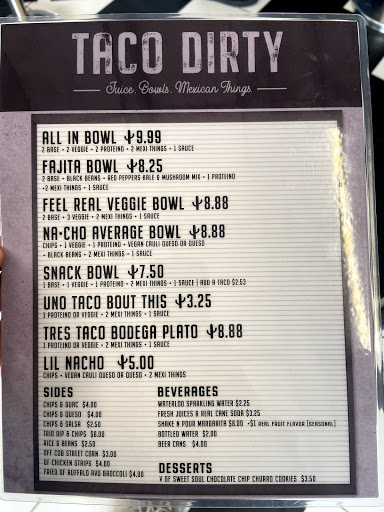 TACO DIRTY
Juice. Bowls. Mexican Things.
ALL IN BOWL 9.99
2 BASE • 2 VEGGIE • 2 PROTEINO • 2 MEXI THINGS • 1 SAUCE
FAJITA BOWL 8.25
2 BASE • BLACK BEANS • RED PEPPERS KALE & MUSHROOM MIX • 1 PROTEINO
•2 MEXI THINGS • 1 SAUCE
FEEL REAL VEGGIE BOWL 8.88
2 BASE • 3 VEGGIE • 2 MEXI THINGS • 1 SAUCE
NA•CHO AVERAGE BOWL 8.88
CHIPS • 1 VEGGIE • 1 PROTEINO • VEGAN CAULI QUESO OR QUESO
• BLACK BEANS • 2 MEXI THINGS • 1 SAUCE
SNACK BOWL 7.50
1 BASE • 1 VEGGIE • 1 PROTEINO • 2 MEXI THINGS • 1 SAUCE | ADD A TACO $2.53
UNO TACO BOUT THIS 3.25
1 PROTEINO OR VEGGIE • 2 MEXI THINGS • 1 SAUCE
TRES TACO BODEGA PLATO 8.88
1 PROTEINO OR VEGGIE • 2 MEXI THINGS • 1 SAUCE
LIL NACHO 5.00
CHIPS • VEGAN CAULI QUESO OR QUESO • 2 MEXI THINGS
SIDES
CHIPS & GUAC $4.00
CHIPS & QUESO $4.00
CHIPS & SALSA $2.50
TRIO DIP & CHIPS $6.00
RICE & BEANS $2.50
OFF COB STREET CORN $3.00
OF CHICKEN STRIPS $4.00
FRIED OF BUFFALO AVO BROCCOLI $4.00
BEVERAGES
WATERLOO SPARKLING WATER $2.25
FRESH JUICES & REAL CANE SODA $3.25
SHAKE N POUR MARGARITA $8.00 +$1 REAL FRUIT FLAVOR (SEASONAL)
BOTTLED WATER $2.00
BEER CANS $4.00
DESSERTS
V OF SWEET SOUL CHOCOLATE CHIP CHURRO COOKIES $3.50